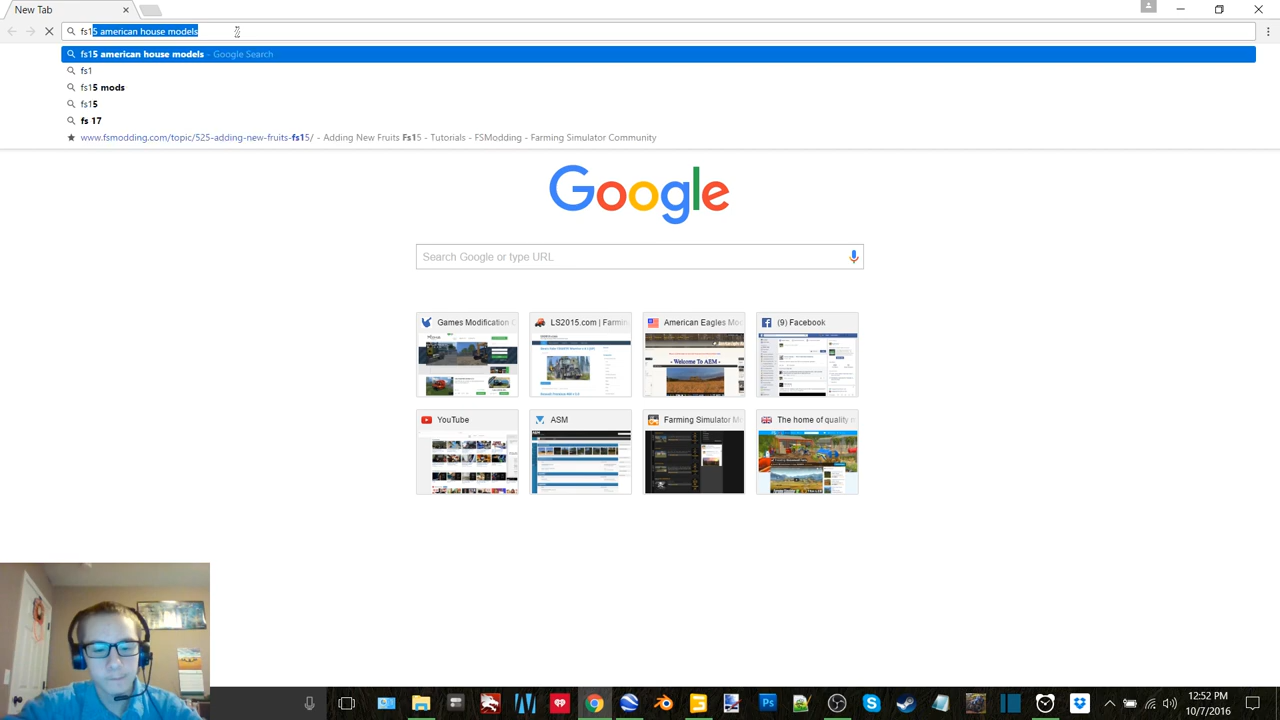 New Tab
fs15 american house models
fs15 american house models - Google Search
fs1
fs15 mods
fs15
fs 17
www.fsmodding.com/topic/525-adding-new-fruits-fs15/ - Adding New Fruits Fs15 - Tutorials - FSModding - Farming Simulator Community
Google
Search Google or type URL
Games Modification
LS2015.com | Farmin
American Eagles Mo
(9) Facebook
Welcome To AEM
YouTube
ASM
Farming Simulator M
The home of quality m
12:52 PM
10/7/2016